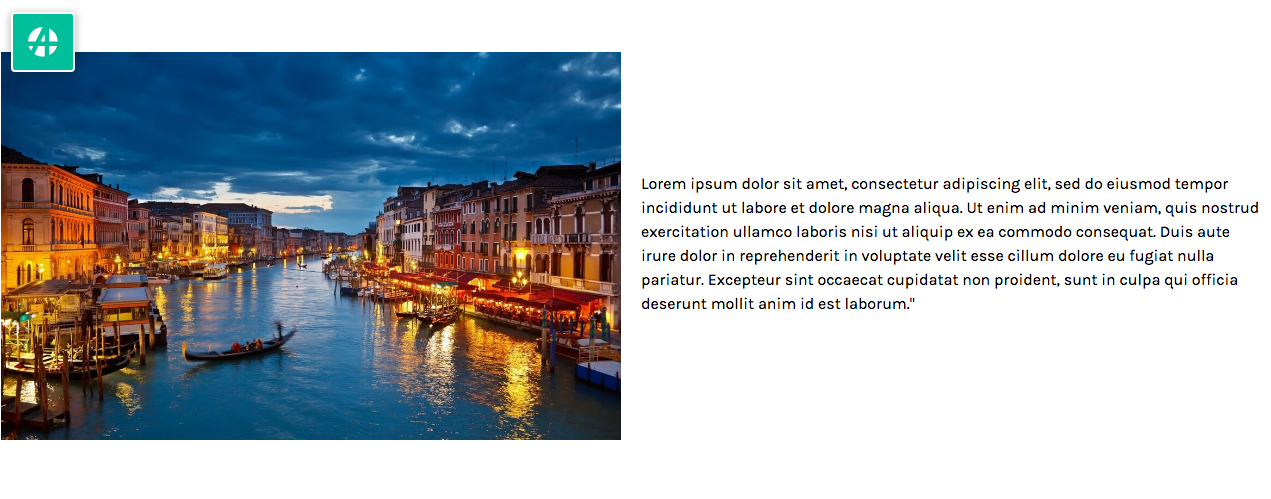 Lorem ipsum dolor sit amet, consectetur adipiscing elit, sed do eiusmod tempor
incididunt ut labore et dolore magna aliqua. Ut enim ad minim veniam, quis nostrud
exercitation ullamco laboris nisi ut aliquip ex ea commodo consequat. Duis aute
irure dolor in reprehenderit in voluptate velit esse cillum dolore eu fugiat nulla
pariatur. Excepteur sint occaecat cupidatat non proident, sunt in culpa qui officia
deserunt mollit anim id est laborum."